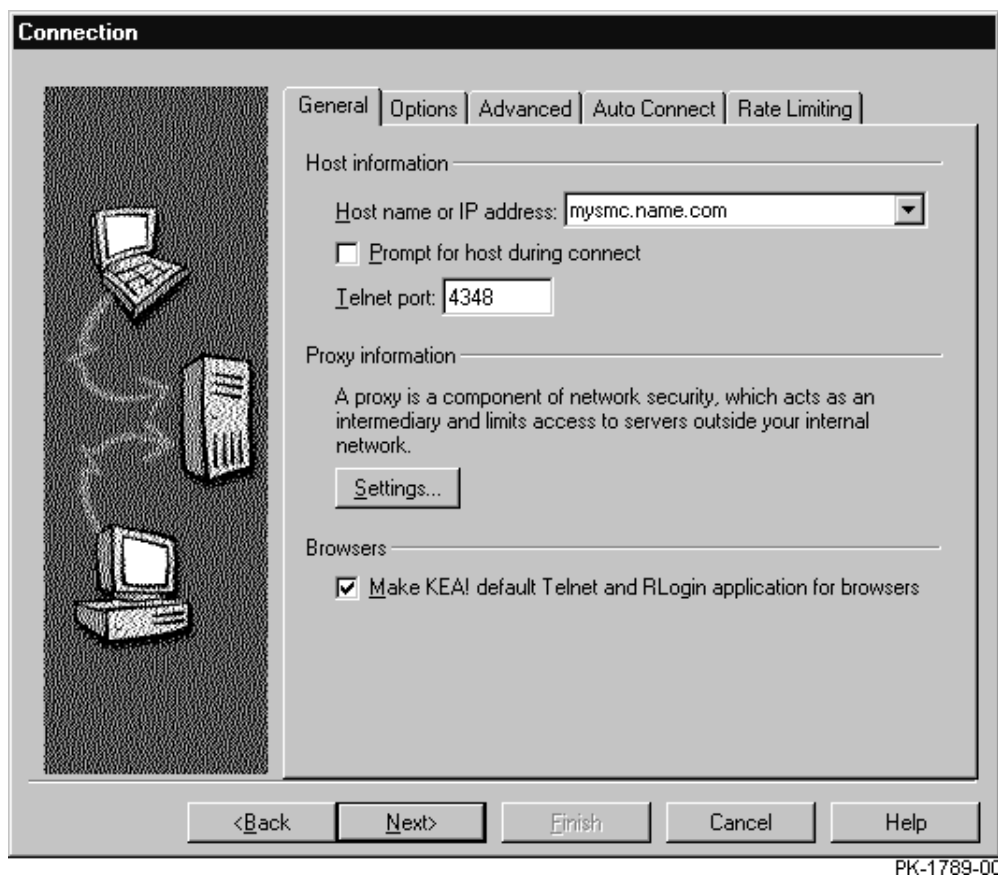 Connection
General Options Advanced Auto Connect Rate Limiting
Host information
Host name or IP address: mysmc.name.com
Prompt for host during connect
Telnet port: 4348
Proxy information
A proxy is a component of network security, which acts as an
intermediary and limits access to servers outside your internal
network.
Settings...
Browsers
Make KEA! default Telnet and RLogin application for browsers
<Back Next> Finish Cancel Help
PK-1789-00